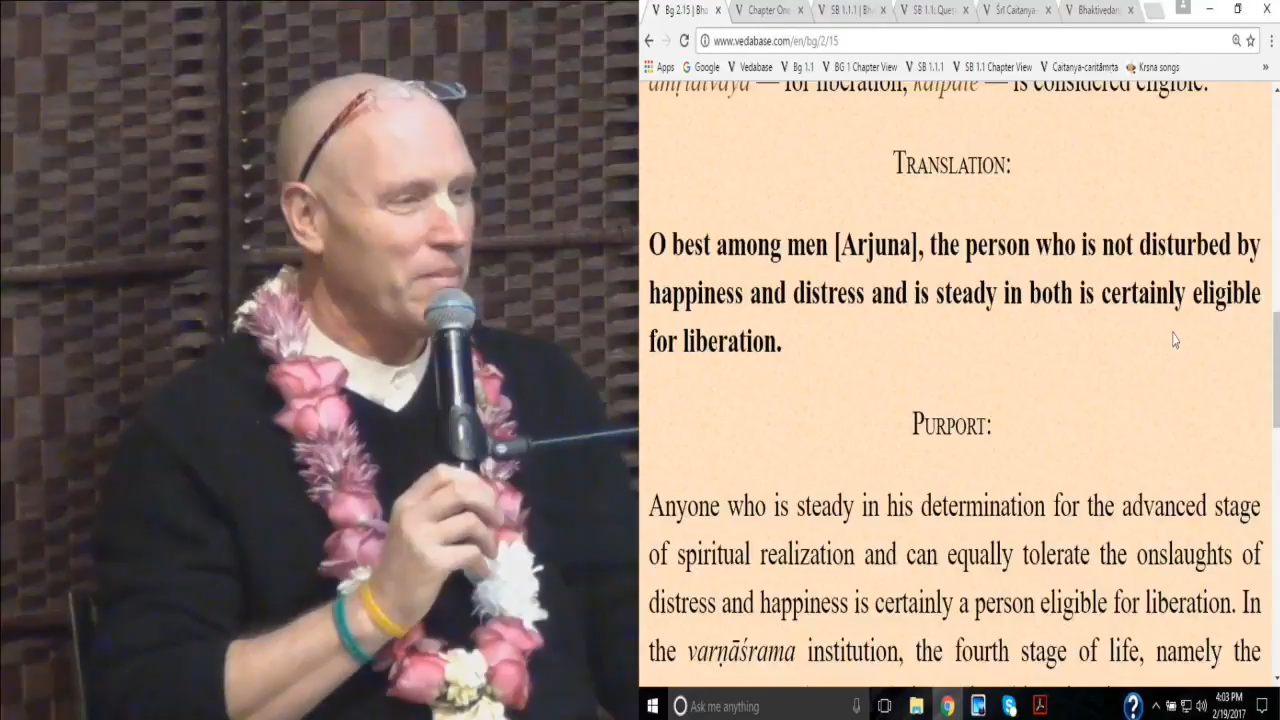 Bg 2.15 | Bha
Chapter One
SB 1.1.1 | Bha
SB 1.1: Quest
Śrī Caitanya-
Bhaktivedan
www.vedabase.com/en/bg/2/15
Apps Google Vedabase Bg 1.1 BG 1 Chapter View SB 1.1.1 SB 1.1 Chapter View Caitanya-caritāmṛta Krsna songs »
amṛtatvāya — for liberation; kalpate — is considered eligible.
TRANSLATION:
O best among men [Arjuna], the person who is not disturbed by
happiness and distress and is steady in both is certainly eligible
for liberation.
PURPORT:
Anyone who is steady in his determination for the advanced stage
of spiritual realization and can equally tolerate the onslaughts of
distress and happiness is certainly a person eligible for liberation. In
the varṇāśrama institution, the fourth stage of life, namely the
Ask me anything
4:03 PM
2/19/2017